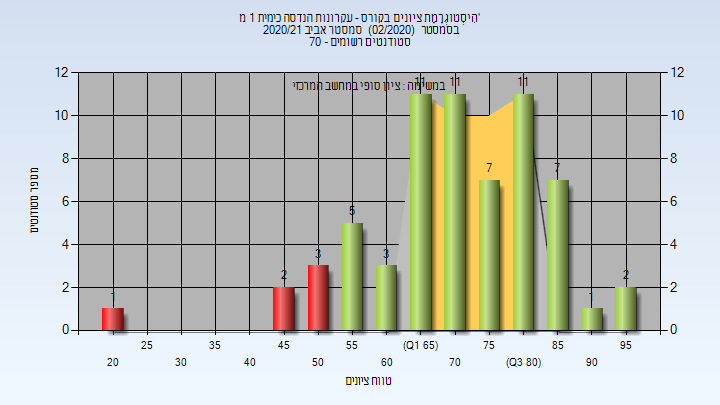 הִיסְטוֹגְרַמַת ציונים בקורס - עקרונות הנדסה כימית 1 מ'
בסמסטר (02/2020) סמסטר אביב 2020/21
סטודנטים רשומים - 70
במשימה : ציון סופי במחשב המרכזי
מספר סטודנטים
12 12
10 10
8 8
6 6
4 4
2 2
0 0
1 2 3 5 3 11 11 7 11 7 1 2
25 35 45 55 (Q1 65) 75 85 95
20 30 40 50 60 70 (Q3 80) 90
טווח ציונים